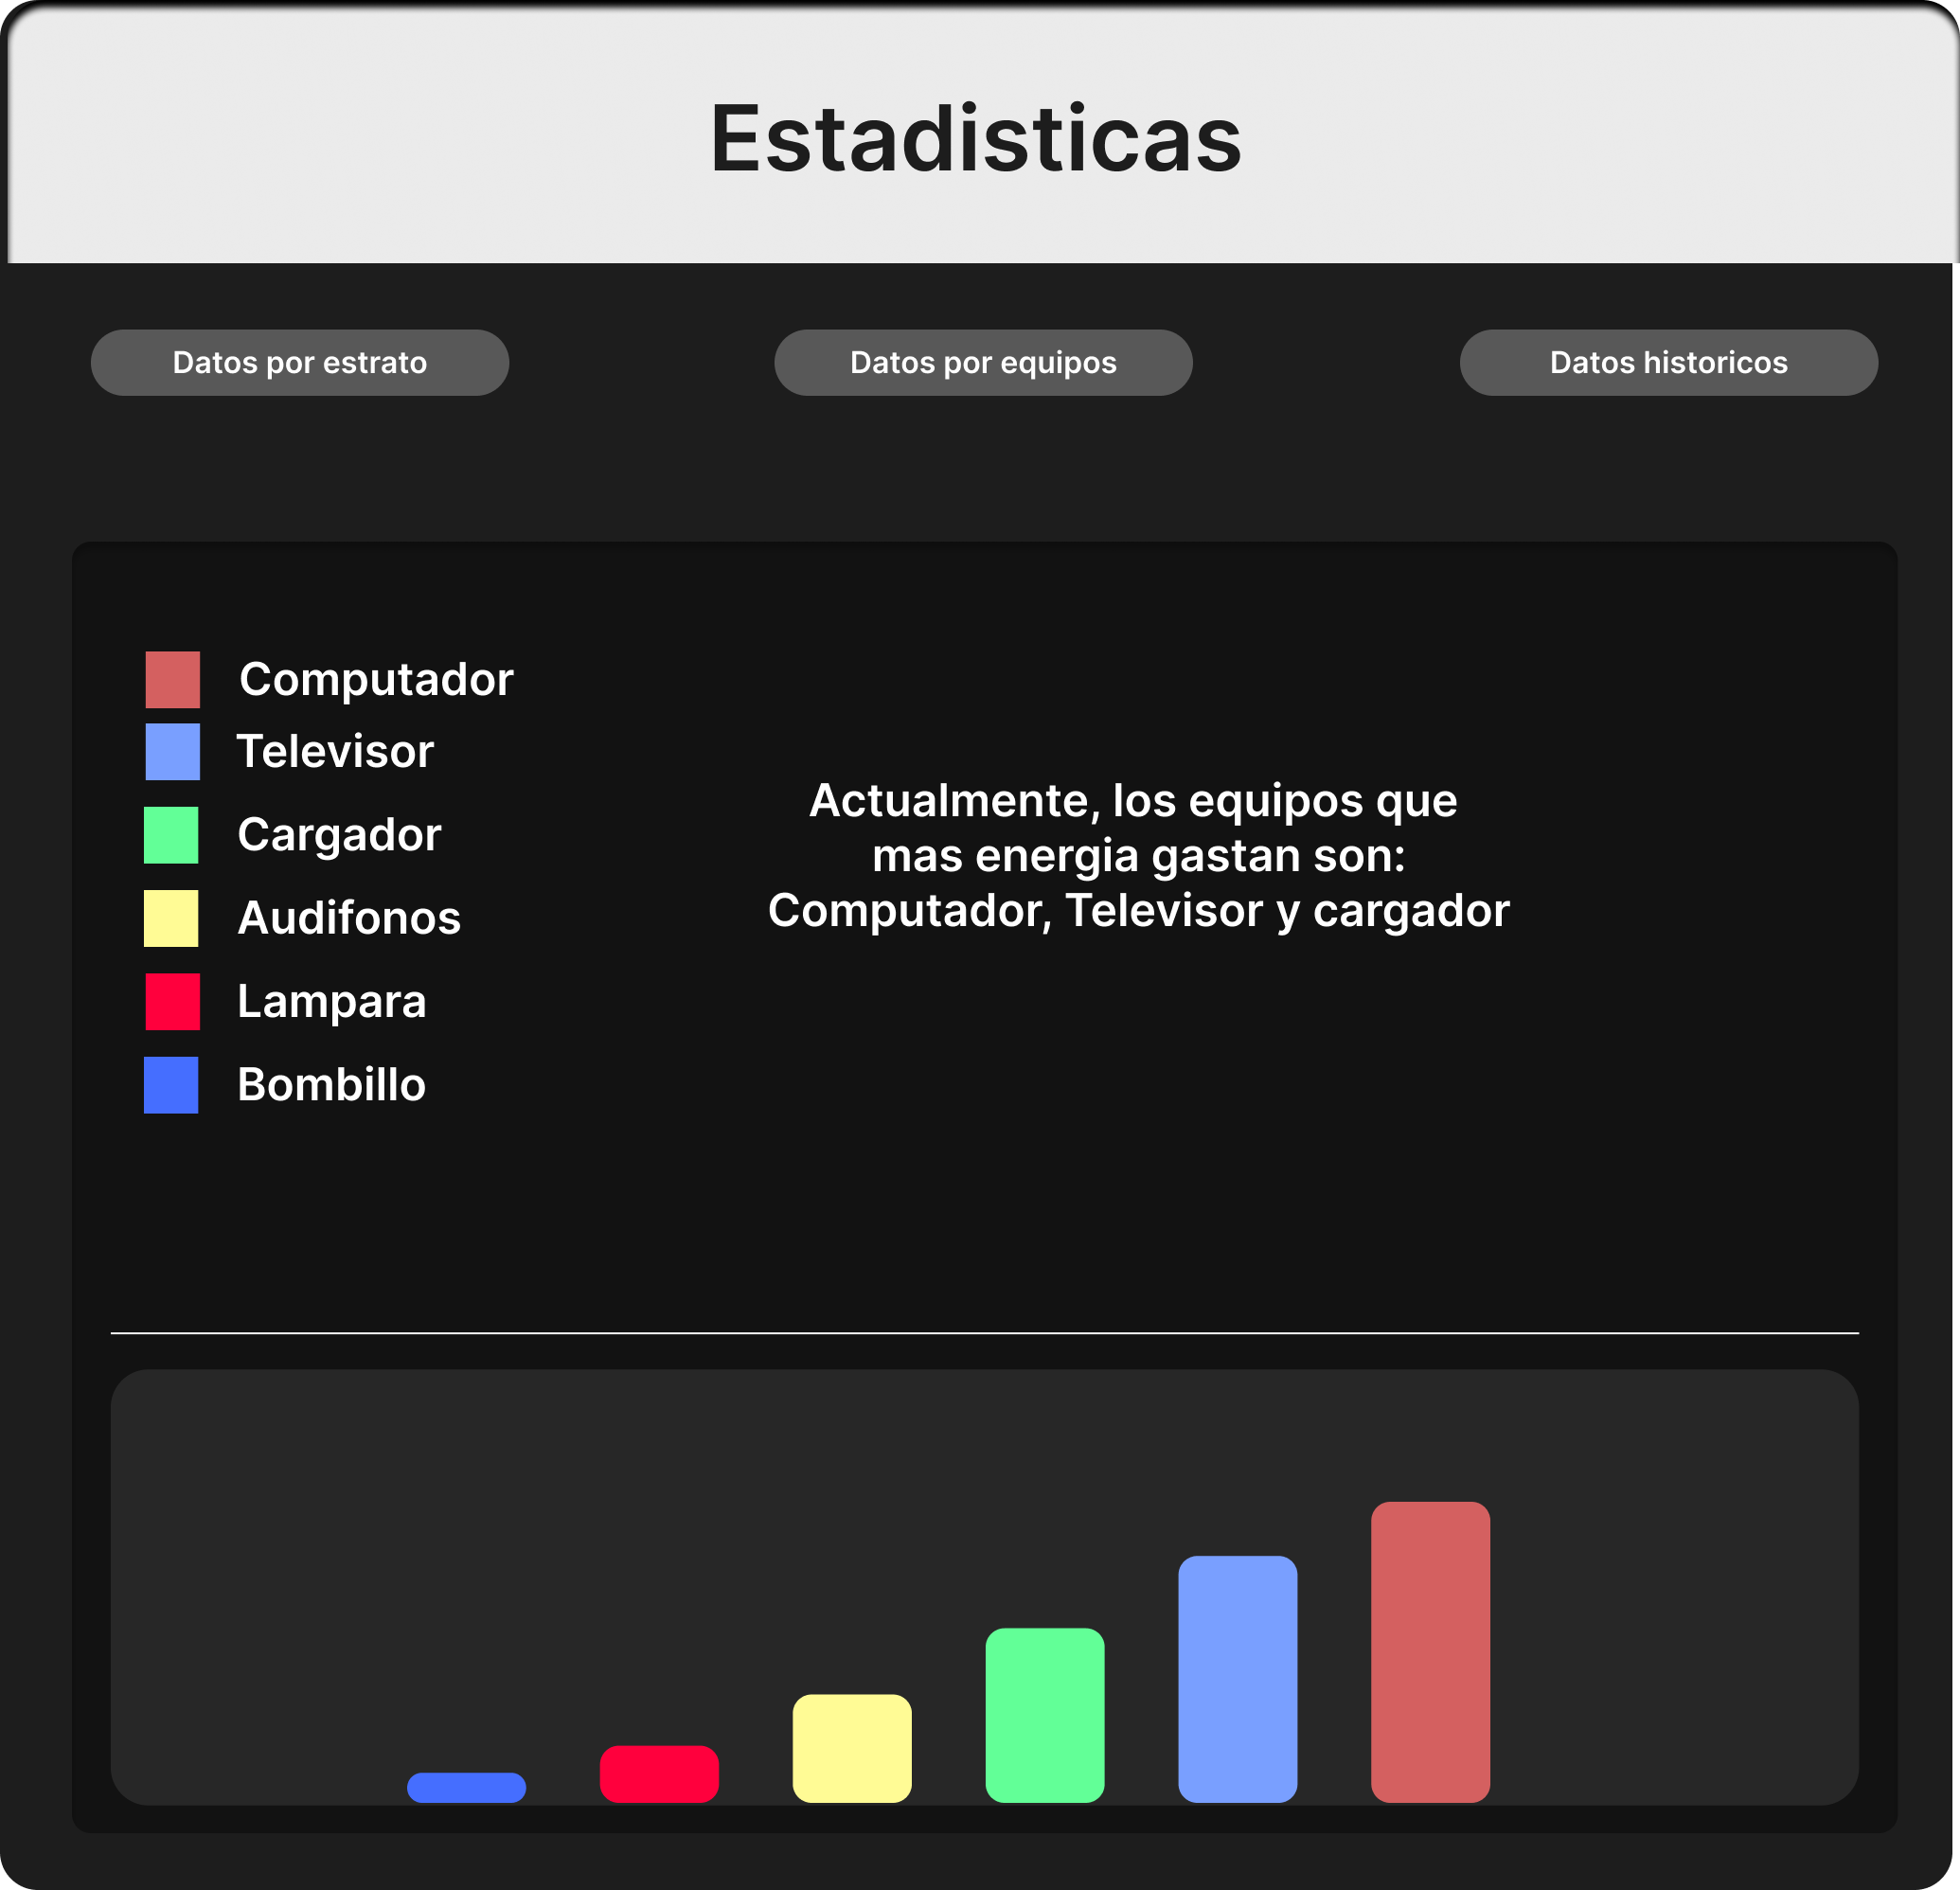 Estadisticas
Datos por estrato
Datos por equipos
Datos historicos
Computador
Televisor
Cargador
Audifonos
Lampara
Bombillo
Actualmente, los equipos que
mas energia gastan son:
Computador, Televisor y cargador